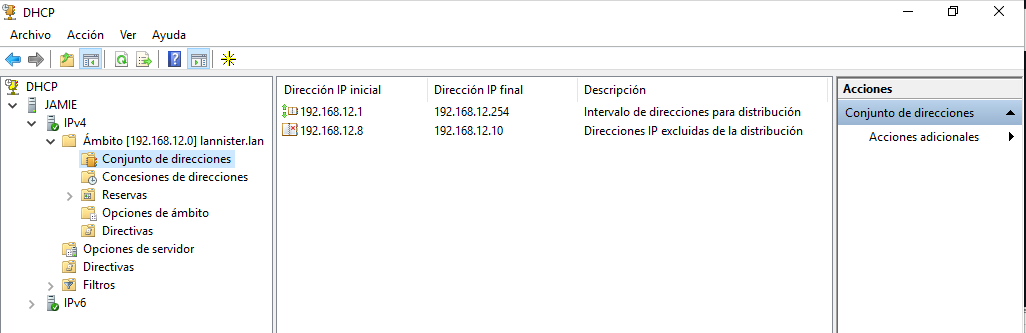 DHCP
Archivo Acción Ver Ayuda
DHCP
JAMIE
IPv4
Ámbito [192.168.12.0] lannister.lan
Conjunto de direcciones
Concesiones de direcciones
Reservas
Opciones de ámbito
Directivas
Opciones de servidor
Directivas
Filtros
IPv6
Dirección IP inicial Dirección IP final Descripción
192.168.12.1 192.168.12.254 Intervalo de direcciones para distribución
192.168.12.8 192.168.12.10 Direcciones IP excluidas de la distribución
Acciones
Conjunto de direcciones
Acciones adicionales